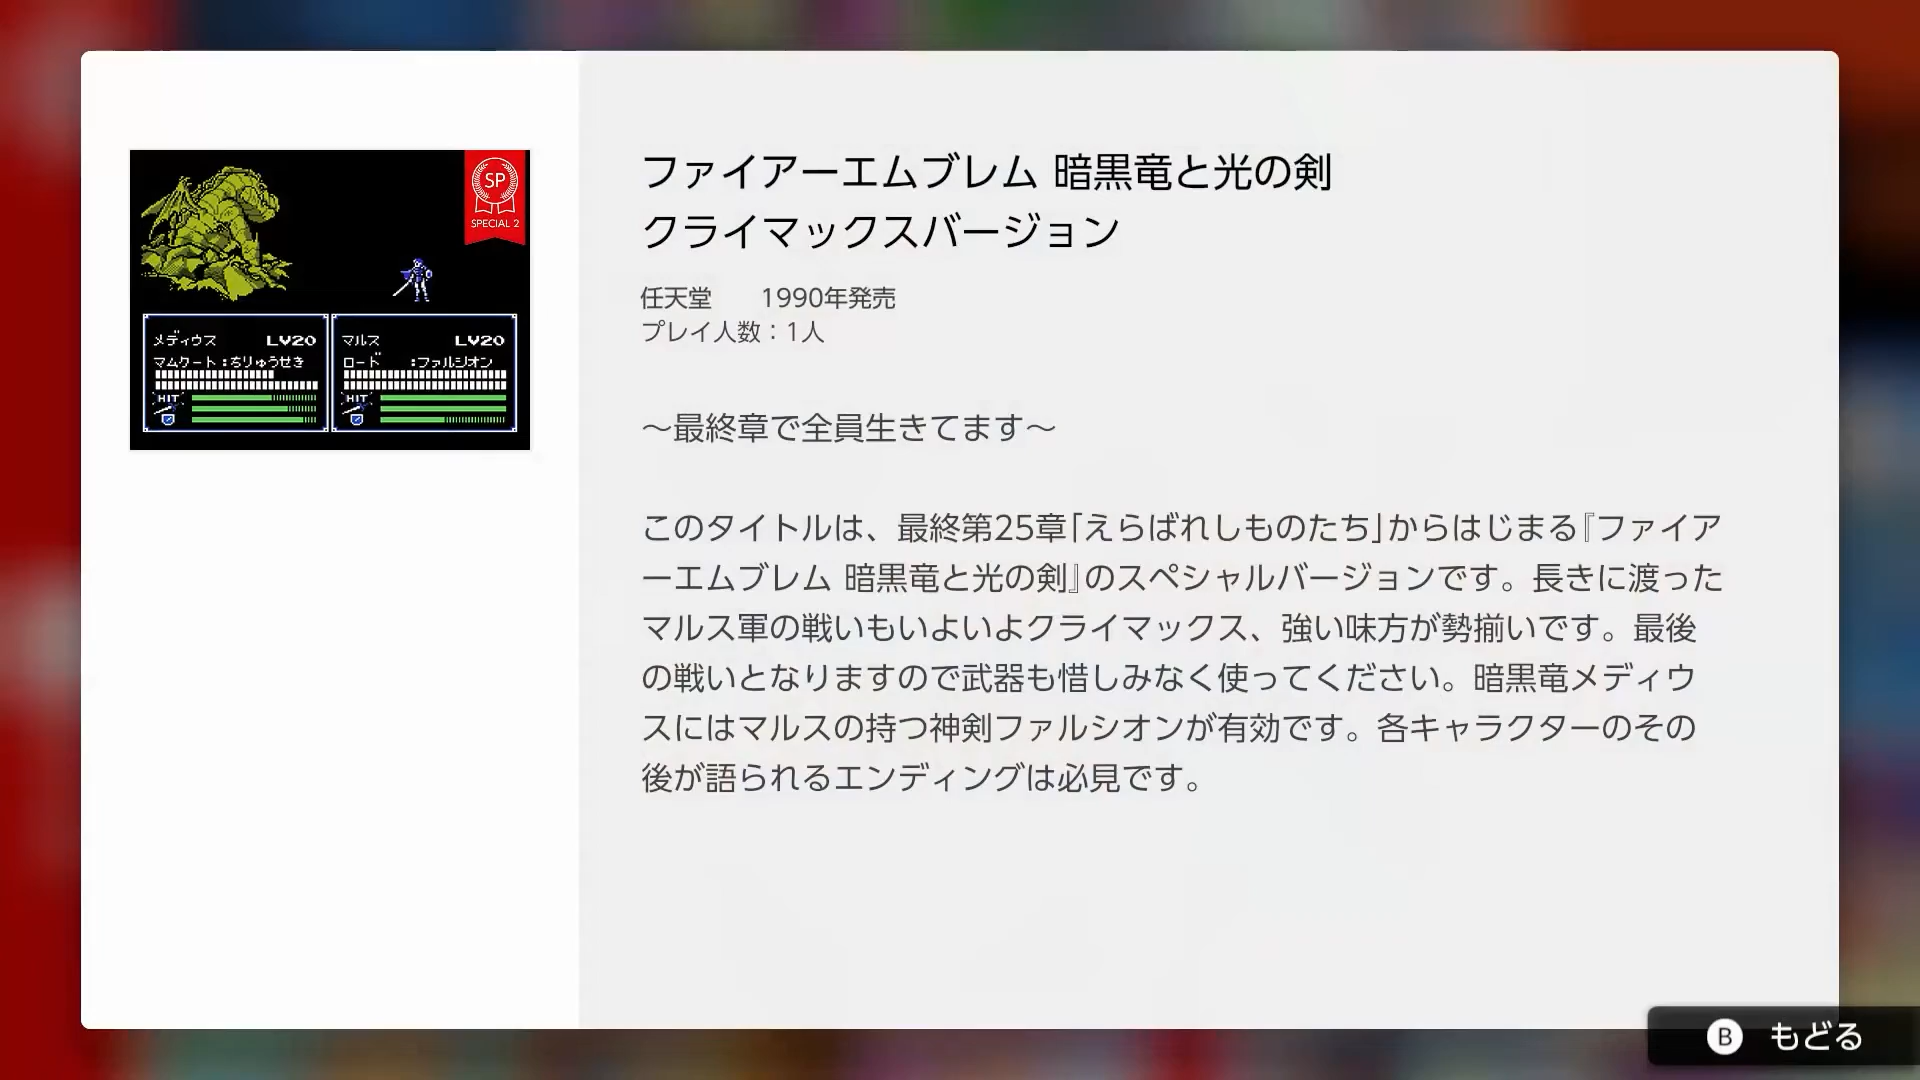 SP
SPECIAL 2
メディウス LV20
マムクート:ちりゅうせき
HIT
マルス LV20
ロード :ファルシオン
HIT
ファイアーエムブレム 暗黒竜と光の剣
クライマックスバージョン
任天堂 1990年発売
プレイ人数:1人
～最終章で全員生きてます～
このタイトルは、最終第25章「えらばれしものたち」からはじまる『ファイア
ーエムブレム 暗黒竜と光の剣』のスペシャルバージョンです。長きに渡った
マルス軍の戦いもいよいよクライマックス、強い味方が勢揃いです。最後
の戦いとなりますので武器も惜しみなく使ってください。暗黒竜メディウ
スにはマルスの持つ神剣ファルシオンが有効です。各キャラクターのその
後が語られるエンディングは必見です。
B もどる